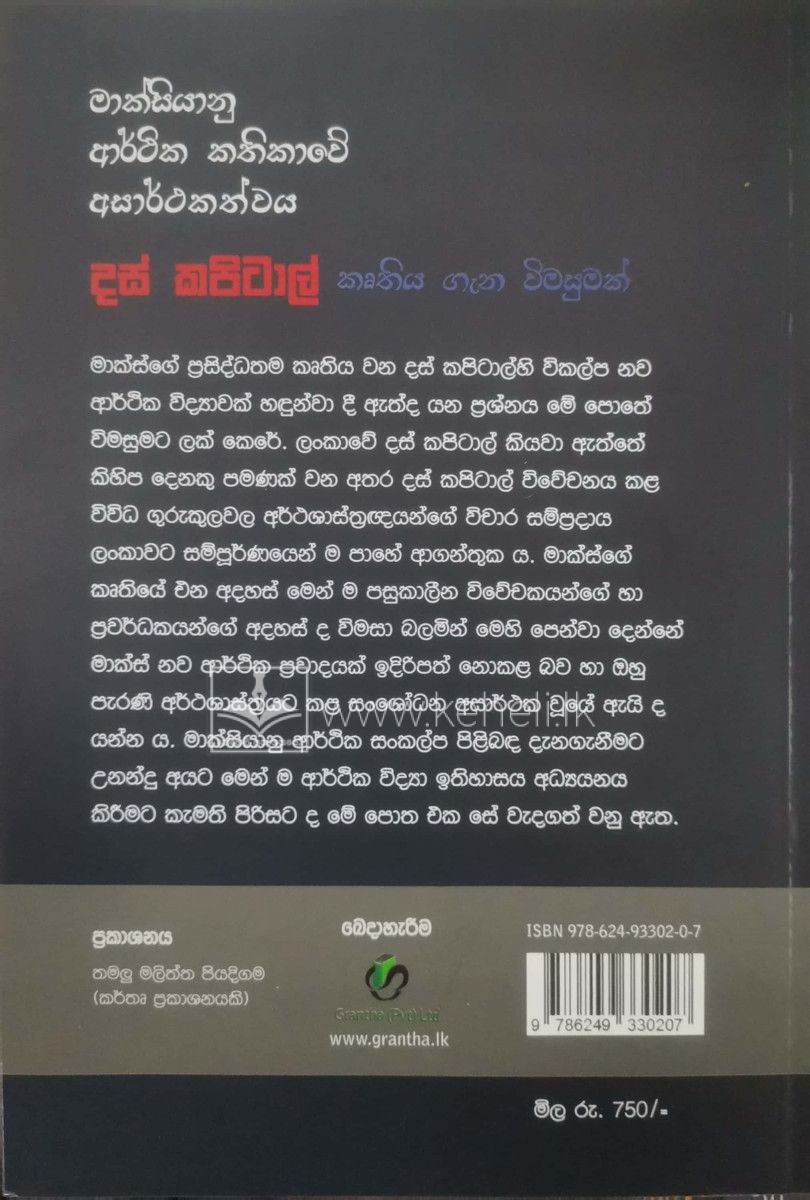 මාක්සියානු
ආර්ථික කතිකාවේ
අසාර්ථකත්වය
දස් කපිටාල් කෘතිය ගැන විමසුමක්
මාක්ස්ගේ ප්‍රසිද්ධතම කෘතිය වන දස් කපිටාල්හි විකල්ප නව
ආර්ථික විද්‍යාවක් හඳුන්වා දී ඇත්ද යන ප්‍රශ්නය මේ පොතේ
විමසුමට ලක් කෙරේ. ලංකාවේ දස් කපිටාල් කියවා ඇත්තේ
කිහිප දෙනකු පමණක් වන අතර දස් කපිටාල් විවේචනය කළ
විවිධ ගුරුකුලවල අර්ථශාස්ත්‍රඥයන්ගේ විචාර සම්ප්‍රදාය
ලංකාවට සම්පූර්ණයෙන් ම පාහේ ආගන්තුක ය. මාක්ස්ගේ
කෘතියේ එන අදහස් මෙන් ම පසුකාලීන විවේචකයන්ගේ හා
ප්‍රවර්ධකයන්ගේ අදහස් ද විමසා බලමින් මෙහි පෙන්වා දෙන්නේ
මාක්ස් නව ආර්ථික ප්‍රවාදයක් ඉදිරිපත් නොකළ බව හා ඔහු
පැරණි අර්ථශාස්ත්‍රයට කළ සංශෝධන අසාර්ථක වූයේ ඇයි ද
www.keheli.lk
යන්න ය. මාක්සියානු ආර්ථික සංකල්ප පිළිබඳ දැනගැනීමට
උනන්දු අයට මෙන් ම ආර්ථික විද්‍යා ඉතිහාසය අධ්‍යයනය
කිරීමට කැමති පිරිසට ද මේ පොත එක සේ වැදගත් වනු ඇත.
ප්‍රකාශනය
තමලු මලිත්ත පියදිගම
(කර්තෘ ප්‍රකාශනයකි)
බෙදාහැරීම
Grantha (Pvt) Ltd
www.grantha.lk
ISBN 978-624-93302-0-7
9 786249 330207
මිල රු. 750/=